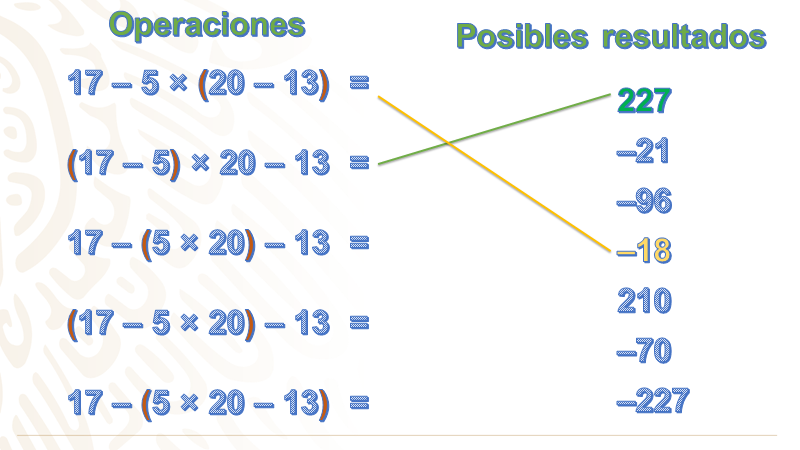 Operaciones
17 – 5 × (20 – 13) =
(17 – 5) × 20 – 13 =
17 – (5 × 20) – 13 =
(17 – 5 × 20) – 13 =
17 – (5 × 20 – 13) =
Posibles resultados
227
–21
–96
–18
210
–70
–227